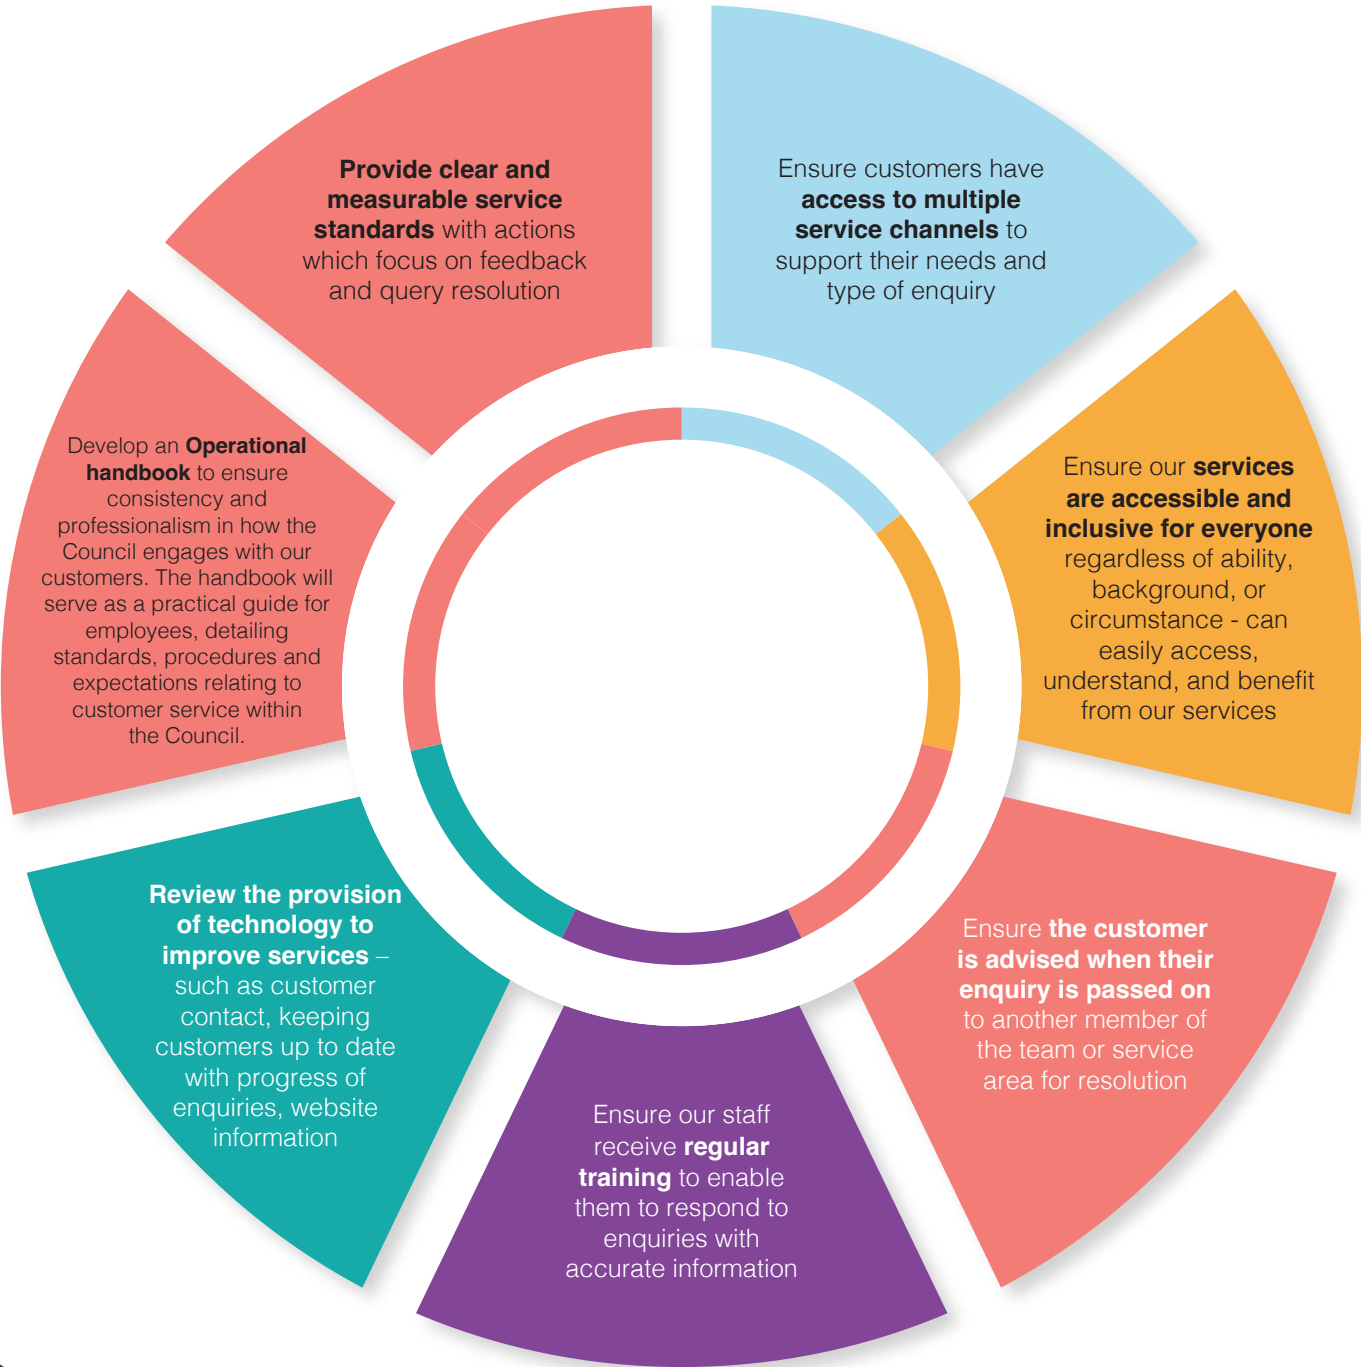 Provide clear and
measurable service
standards with actions
which focus on feedback
and query resolution
Ensure customers have
access to multiple
service channels to
support their needs and
type of enquiry
Ensure our services
are accessible and
inclusive for everyone
regardless of ability,
background, or
circumstance - can
easily access,
understand, and benefit
from our services
Ensure the customer
is advised when their
enquiry is passed on
to another member of
the team or service
area for resolution
Ensure our staff
receive regular
training to enable
them to respond to
enquiries with
accurate information
Review the provision
of technology to
improve services –
such as customer
contact, keeping
customers up to date
with progress of
enquiries, website
information
Develop an Operational
handbook to ensure
consistency and
professionalism in how the
Council engages with our
customers. The handbook will
serve as a practical guide for
employees, detailing
standards, procedures and
expectations relating to
customer service within
the Council.